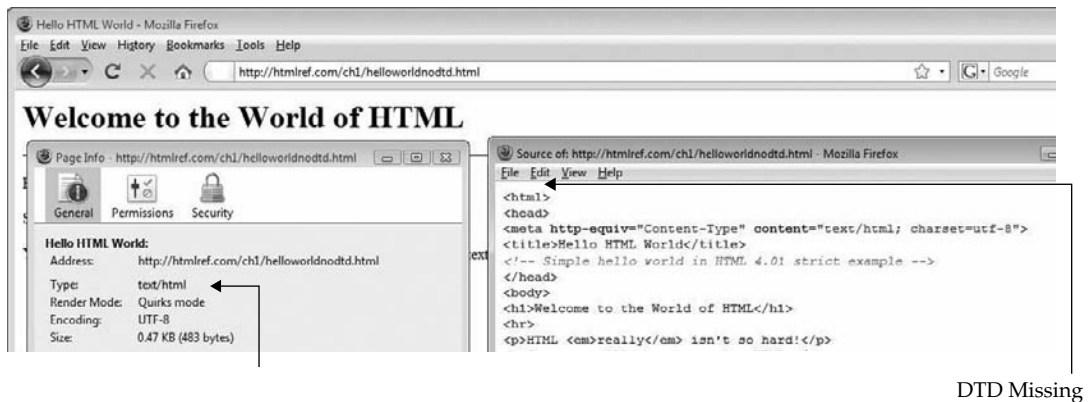 Hello HTML World - Mozilla Firefox
File Edit View History Bookmarks Tools Help
http://htmlref.com/ch1/helloworldnodtd.html
G Google
Welcome to the World of HTML
Page Info - http://htmlref.com/ch1/helloworldnodtd.html
General Permissions Security
Hello HTML World:
Address: http://htmlref.com/ch1/helloworldnodtd.html
Type: text/html
Render Mode: Quirks mode
Encoding: UTF-8
Size: 0.47 KB (483 bytes)
text
Source of: http://htmlref.com/ch1/helloworldnodtd.html - Mozilla Firefox
File Edit View Help
<html>
<head>
<meta http-equiv="Content-Type" content="text/html; charset=utf-8">
<title>Hello HTML World</title>
<!-- Simple hello world in HTML 4.01 strict example -->
</head>
<body>
<h1>Welcome to the World of HTML</h1>
<hr>
<p>HTML <em>really</em> isn't so hard!</p>
DTD Missing